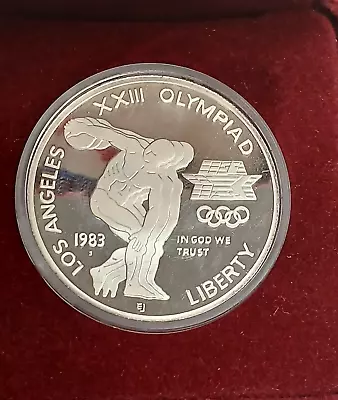 LOS ANGELES XXIII OLYMPIAD
1983
S
IN GOD WE
TRUST
LIBERTY
EJ